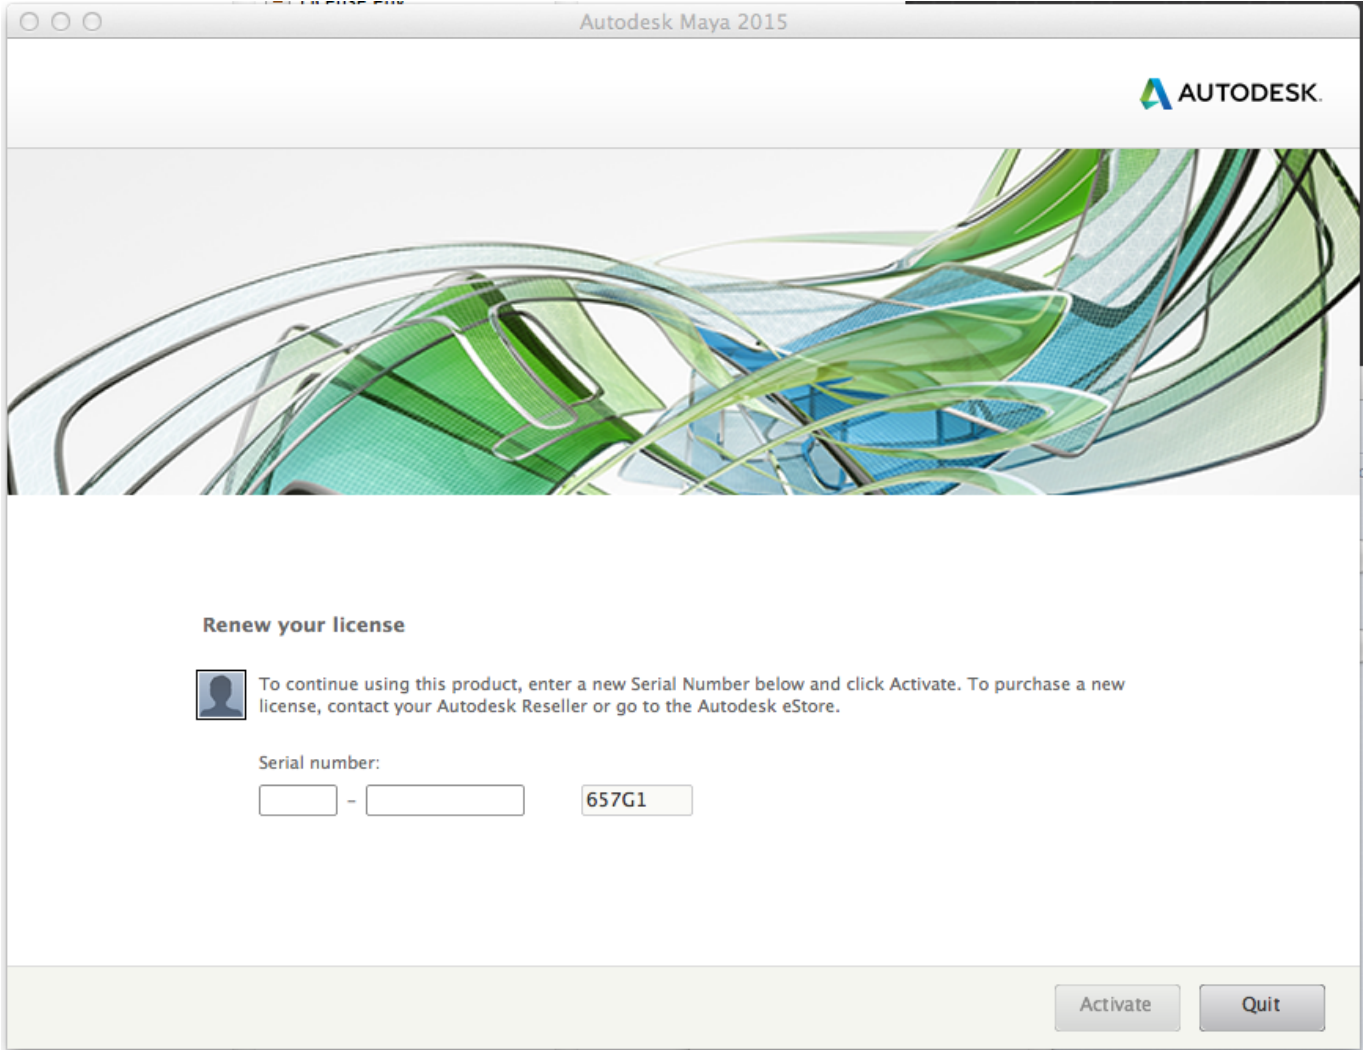 Autodesk Maya 2015
AUTODESK.
Renew your license
To continue using this product, enter a new Serial Number below and click Activate. To purchase a new
license, contact your Autodesk Reseller or go to the Autodesk eStore.
Serial number:
-
657G1
Activate
Quit